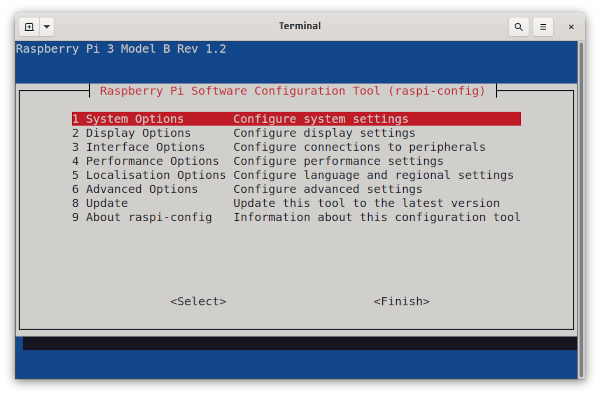 Terminal
Raspberry Pi 3 Model B Rev 1.2
Raspberry Pi Software Configuration Tool (raspi-config)
1 System Options Configure system settings
2 Display Options Configure display settings
3 Interface Options Configure connections to peripherals
4 Performance Options Configure performance settings
5 Localisation Options Configure language and regional settings
6 Advanced Options Configure advanced settings
8 Update Update this tool to the latest version
9 About raspi-config Information about this configuration tool
<Select> <Finish>